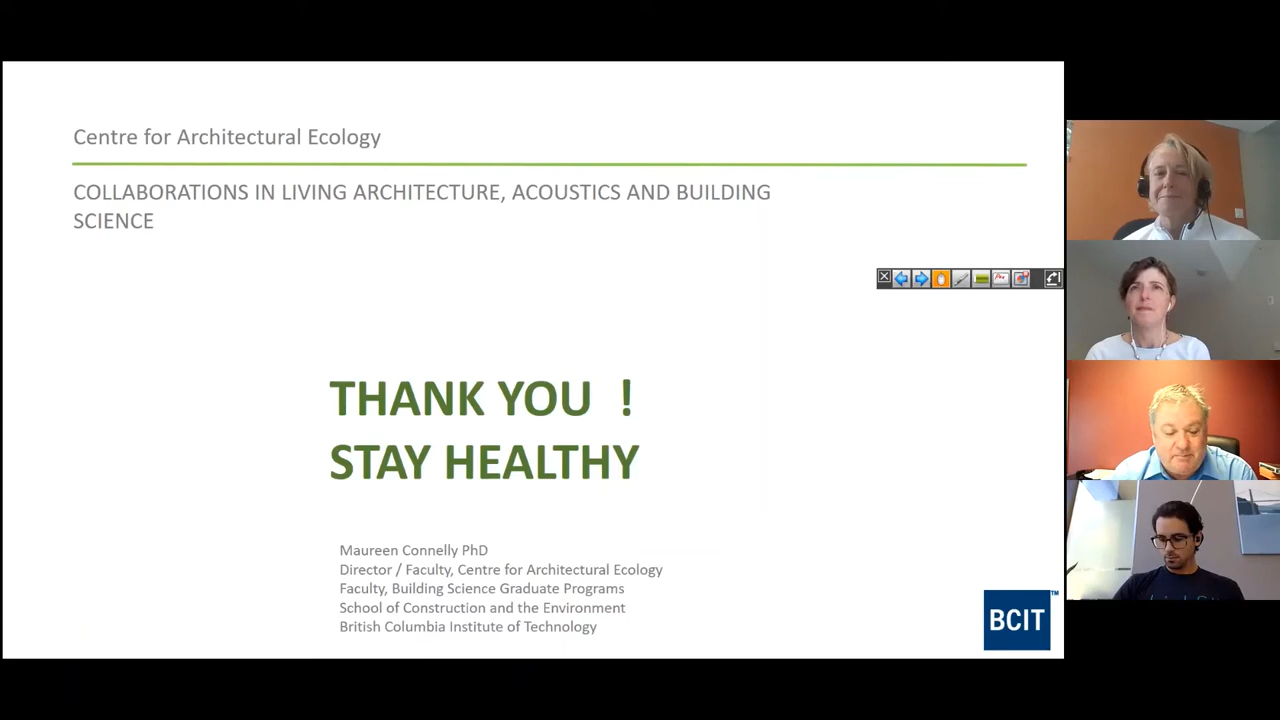 Centre for Architectural Ecology
COLLABORATIONS IN LIVING ARCHITECTURE, ACOUSTICS AND BUILDING
SCIENCE
THANK YOU !
STAY HEALTHY
Maureen Connelly PhD
Director / Faculty, Centre for Architectural Ecology
Faculty, Building Science Graduate Programs
School of Construction and the Environment
British Columbia Institute of Technology
BCIT™